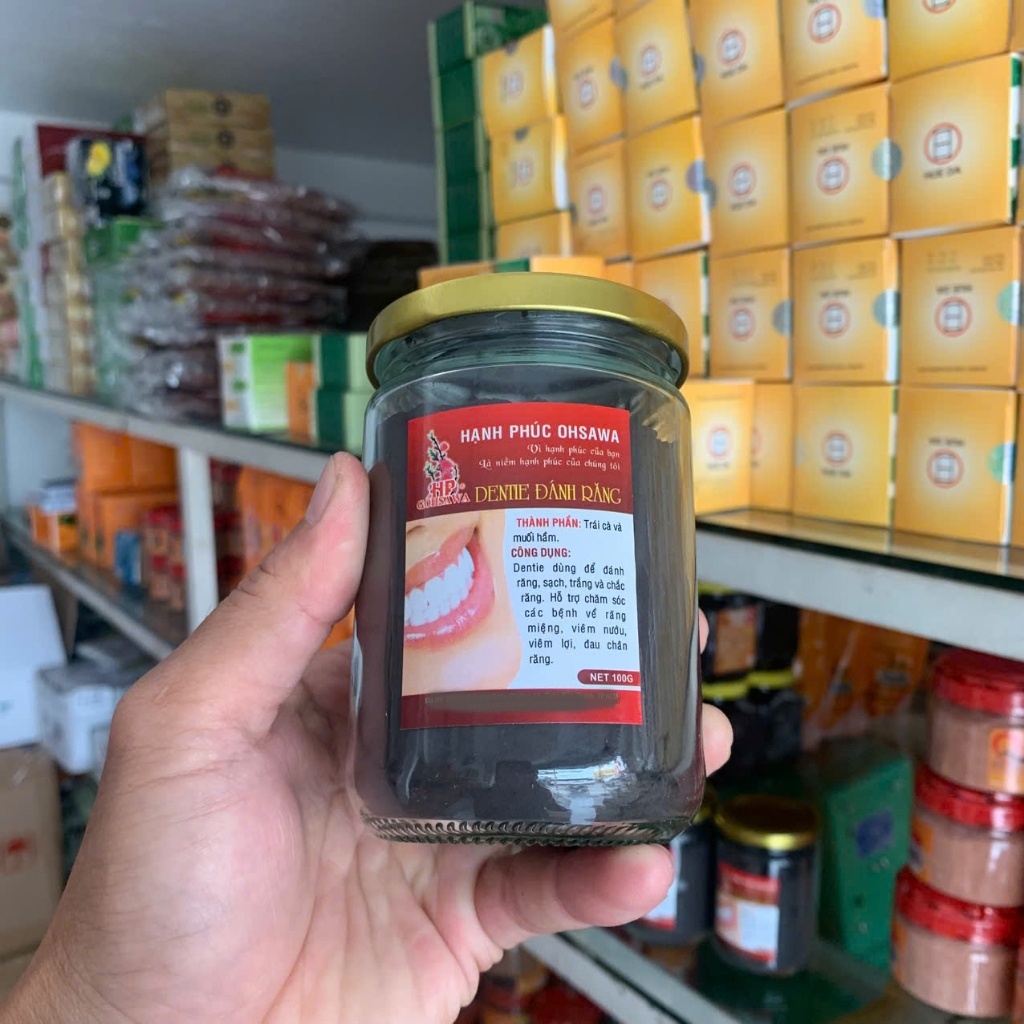 HẠNH PHÚC OHSAWA
Vì hạnh phúc của bạn
Là niềm hạnh phúc của chúng tôi
HP
OHSAWA
DENTIE ĐÁNH RĂNG
THÀNH PHẦN: Trái cà và
muối hầm.
CÔNG DỤNG:
Dentie dùng để đánh
răng, sạch, trắng và chắc
răng. Hỗ trợ chăm sóc
các bệnh về răng
miệng, viêm nướu,
viêm lợi, đau chân
răng.
NET 100G